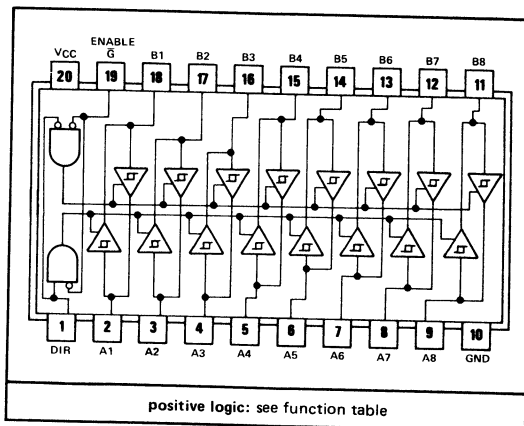 VCC ENABLE G̅ B1 B2 B3 B4 B5 B6 B7 B8
20 19 18 17 16 15 14 13 12 11
1 2 3 4 5 6 7 8 9 10
DIR A1 A2 A3 A4 A5 A6 A7 A8 GND
positive logic: see function table